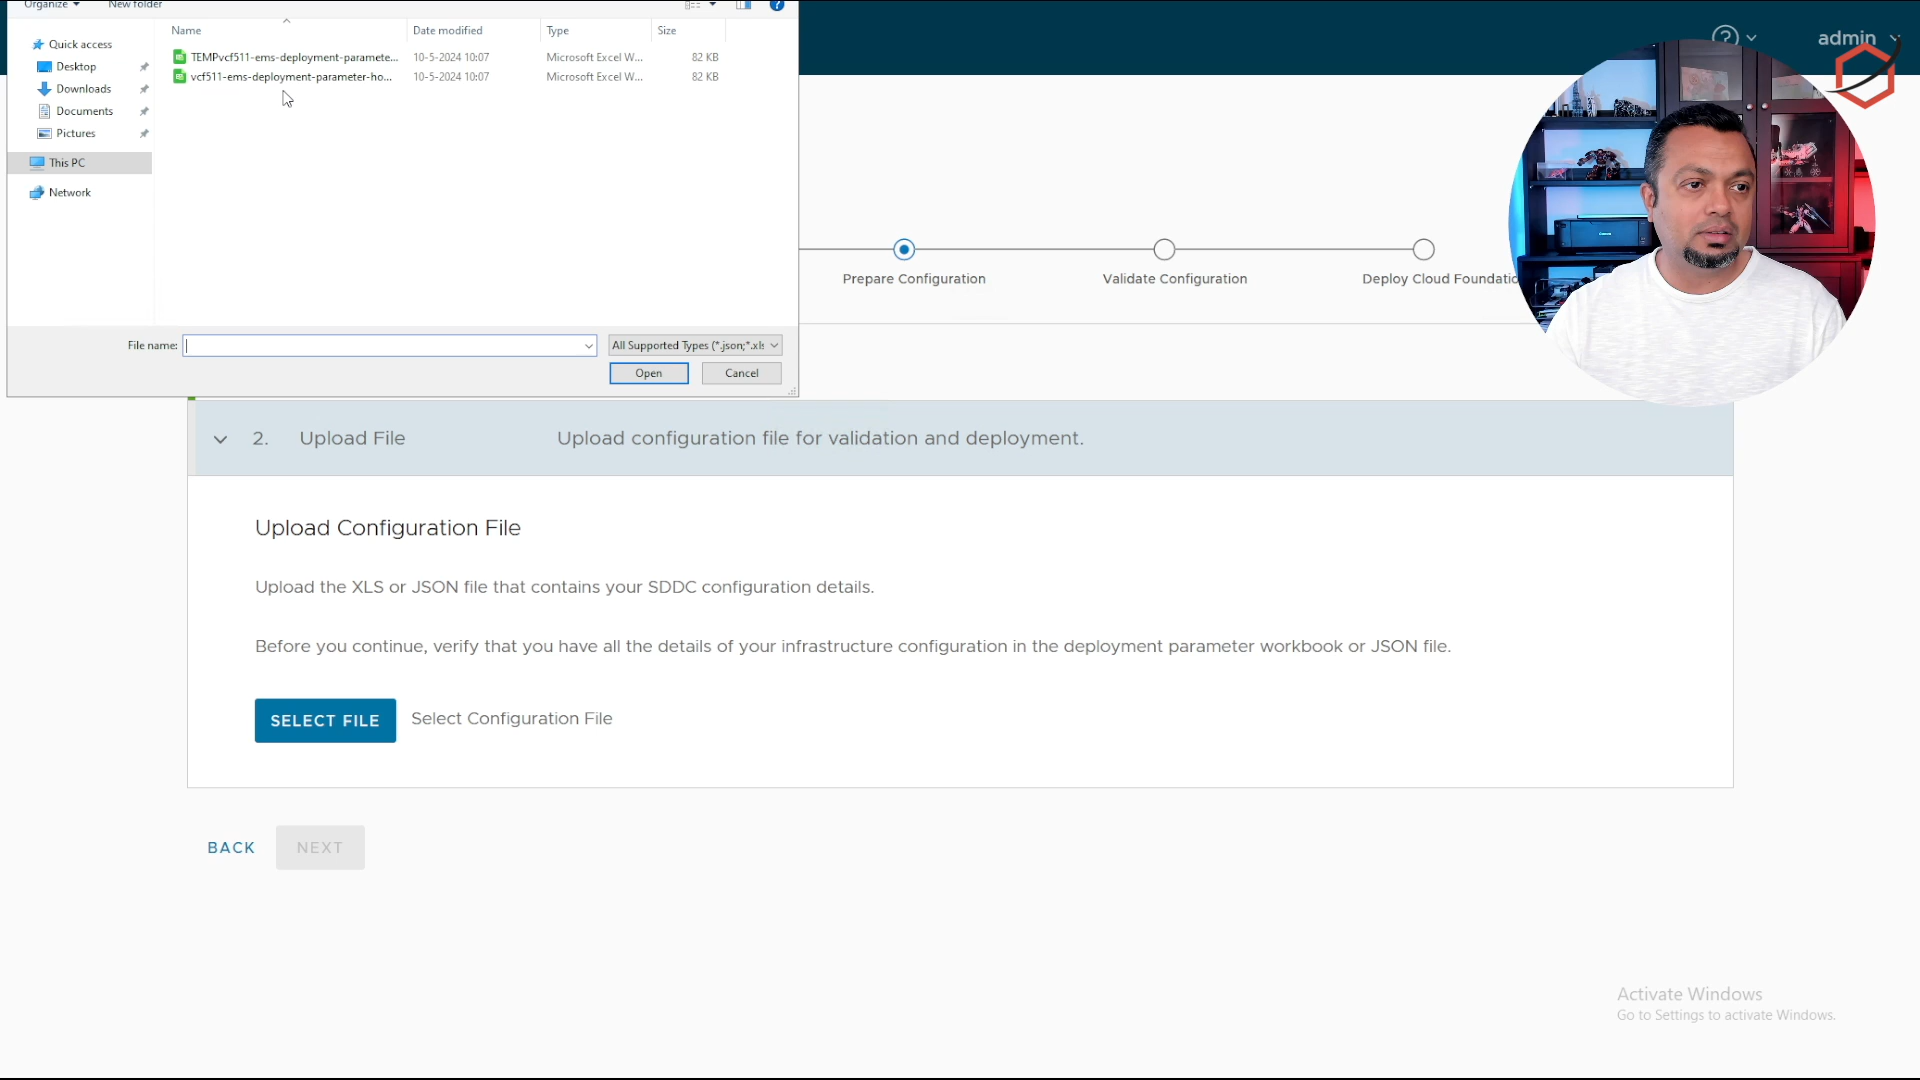 Organize New folder
Name Date modified Type Size
Quick access
TEMPvcf511-ems-deployment-paramete... 10-5-2024 10:07 Microsoft Excel W... 82 KB
Desktop
vcf511-ems-deployment-parameter-ho... 10-5-2024 10:07 Microsoft Excel W... 82 KB
Downloads
Documents
Pictures
This PC
Network
File name: All Supported Types (*.json;*.xls
Open Cancel
admin
Prepare Configuration Validate Configuration Deploy Cloud Foundatio
2. Upload File Upload configuration file for validation and deployment.
Upload Configuration File
Upload the XLS or JSON file that contains your SDDC configuration details.
Before you continue, verify that you have all the details of your infrastructure configuration in the deployment parameter workbook or JSON file.
SELECT FILE Select Configuration File
BACK NEXT
Activate Windows
Go to Settings to activate Windows.